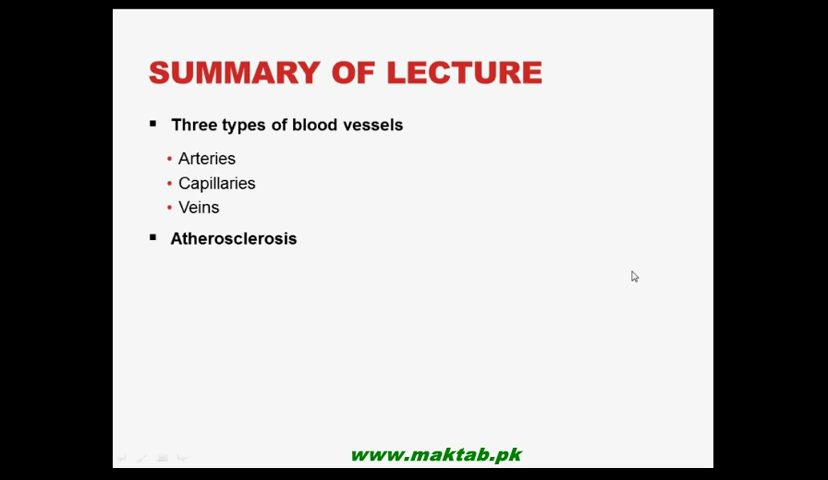 SUMMARY OF LECTURE
▪ Three types of blood vessels
• Arteries
• Capillaries
• Veins
▪ Atherosclerosis
www.maktab.pk